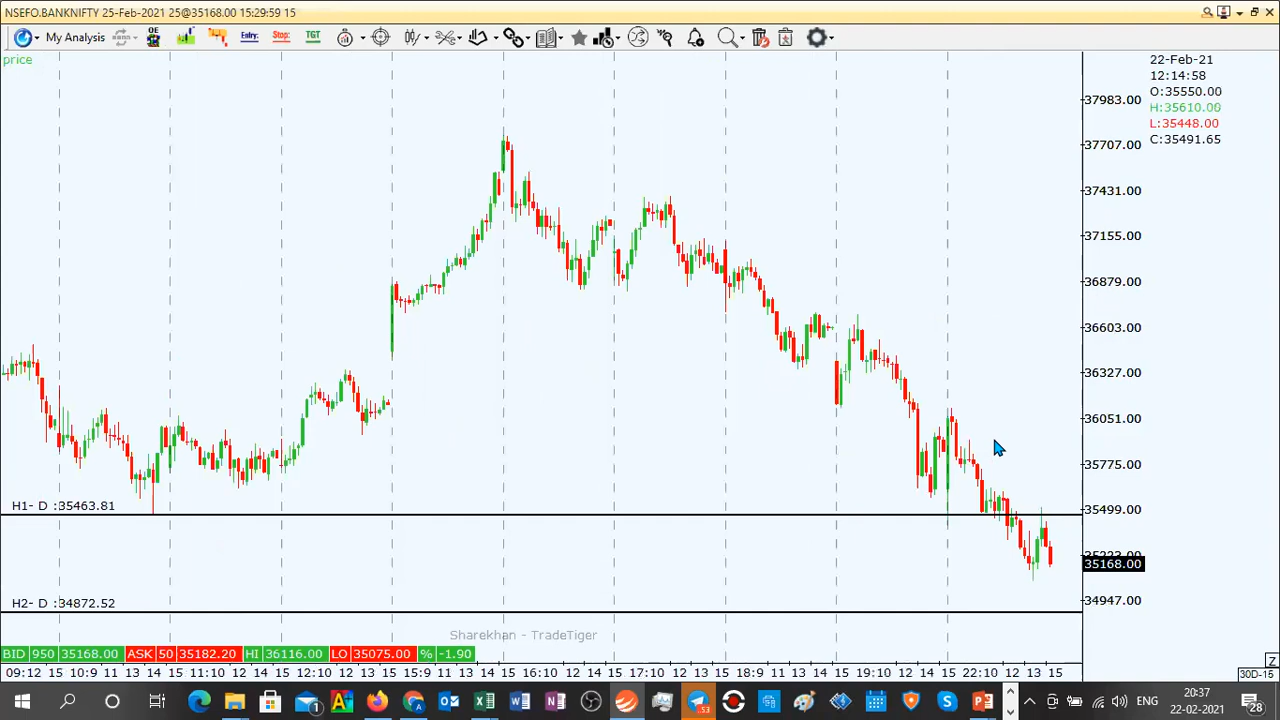 NSEFO.BANKNIFTY 25-Feb-2021 25@35168.00 15:29:59 15
My Analysis OE Entry: Stop: TGT
price
22-Feb-21
12:14:58
O:35550.00
H:35610.00
L:35448.00
C:35491.65
37983.00
37707.00
37431.00
37155.00
36879.00
36603.00
36327.00
36051.00
35775.00
H1- D :35463.81
35499.00
35223.00
35168.00
H2- D :34872.52
34947.00
Sharekhan - TradeTiger
BID 950 35168.00 ASK 50 35182.20 HI 36116.00 LO 35075.00 % -1.90
Z
09:12 15 10:9 11 13 15 11:10 12 14 15 12:10 12 14 15 15:9 11 13 15 16:10 12 14 15 17:10 12 13 15 18:9 11 13 15 19:10 12 14 15 22:10 12 13 15
30D-15
20:37
ENG
22-02-2021
28